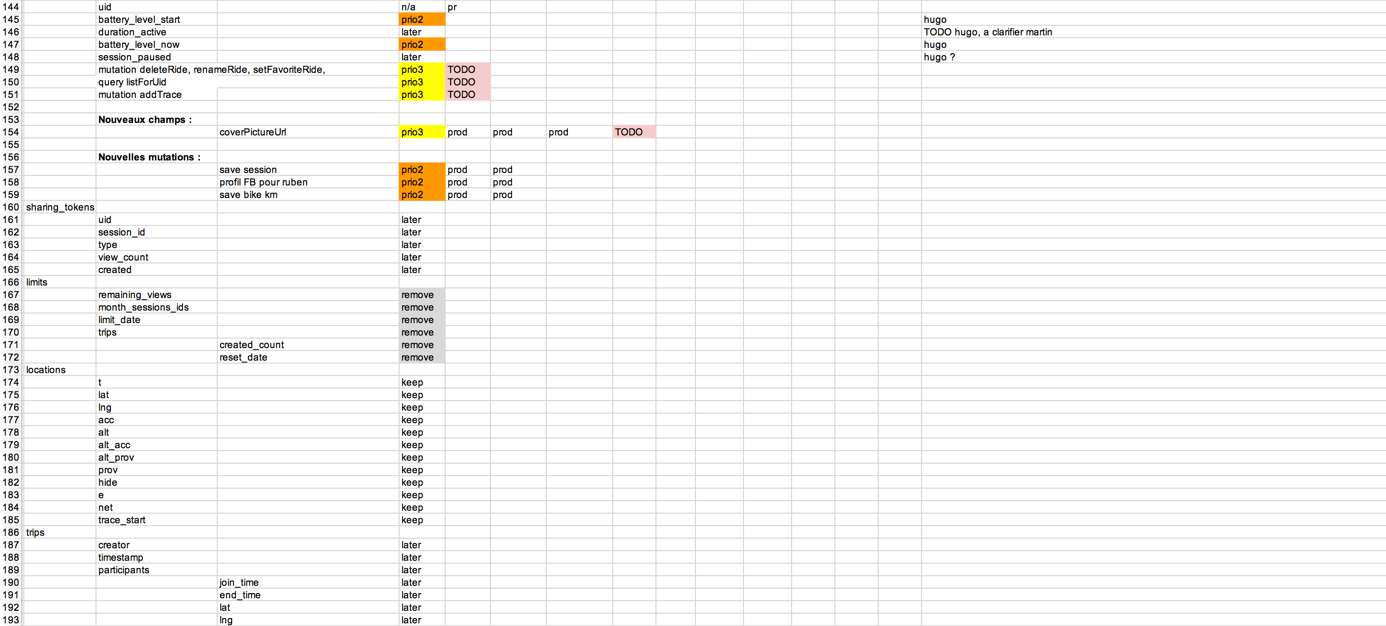 144 uid n/a pr
145 battery_level_start prio2 hugo
146 duration_active later TODO hugo, a clarifier martin
147 battery_level_now prio2 hugo
148 session_paused later hugo ?
149 mutation deleteRide, renameRide, setFavoriteRide, prio3 TODO
150 query listForUid prio3 TODO
151 mutation addTrace prio3 TODO
152
153 Nouveaux champs :
154 coverPictureUrl prio3 prod prod prod TODO
155
156 Nouvelles mutations :
157 save session prio2 prod prod
158 profil FB pour ruben prio2 prod prod
159 save bike km prio2 prod prod
160 sharing_tokens
161 uid later
162 session_id later
163 type later
164 view_count later
165 created later
166 limits
167 remaining_views remove
168 month_sessions_ids remove
169 limit_date remove
170 trips remove
171 created_count remove
172 reset_date remove
173 locations
174 t keep
175 lat keep
176 lng keep
177 acc keep
178 alt keep
179 alt_acc keep
180 alt_prov keep
181 prov keep
182 hide keep
183 e keep
184 net keep
185 trace_start keep
186 trips
187 creator later
188 timestamp later
189 participants later
190 join_time later
191 end_time later
192 lat later
193 lng later